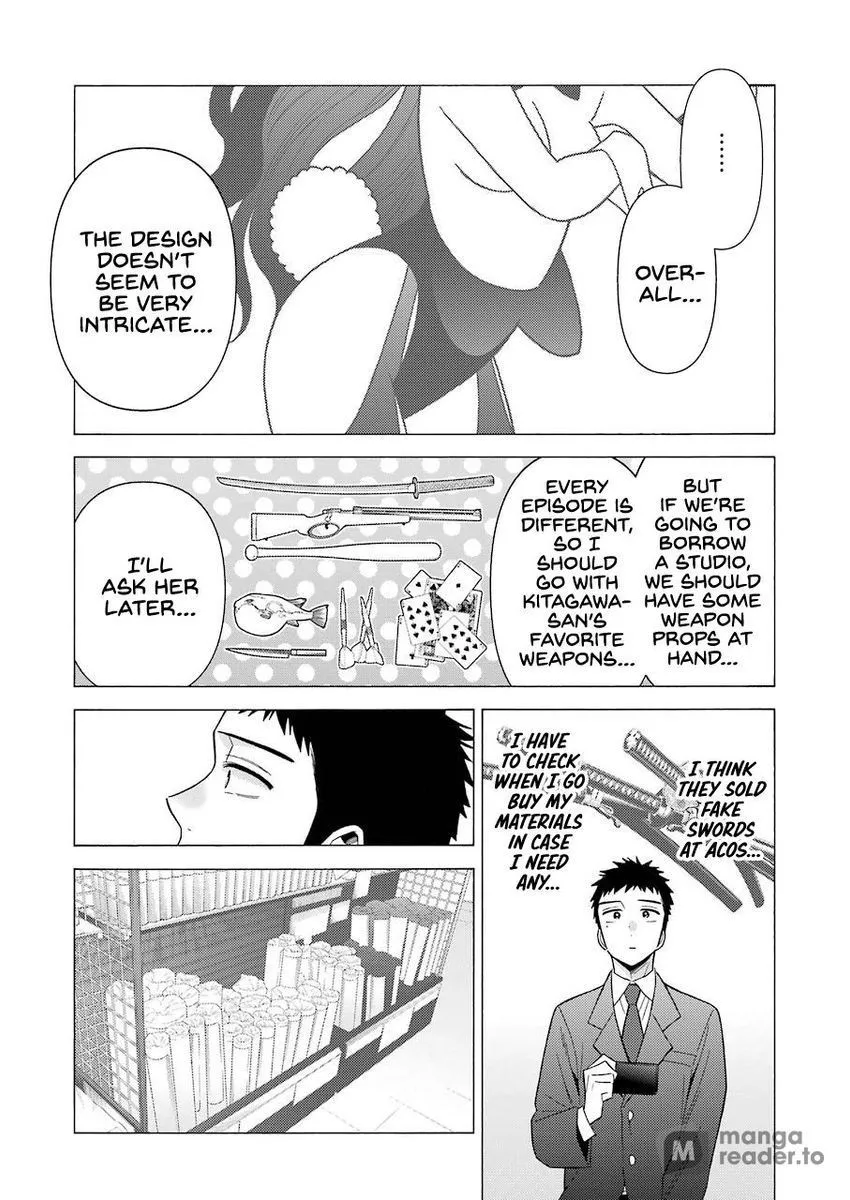 ......
OVER-
ALL...
THE DESIGN
DOESN'T
SEEM TO
BE VERY
INTRICATE...
BUT
IF WE'RE
GOING TO
BORROW
A STUDIO,
WE SHOULD
HAVE SOME
WEAPON
PROPS AT
HAND...
EVERY
EPISODE IS
DIFFERENT,
SO I
SHOULD
GO WITH
KITAGAWA-
SAN'S
FAVORITE
WEAPONS...
I'LL
ASK HER
LATER...
I THINK
THEY SOLD
FAKE
SWORDS
AT ACOS...
I HAVE
TO CHECK
WHEN I GO
BUY MY
MATERIALS
IN CASE
I NEED
ANY...
M manga
reader.to